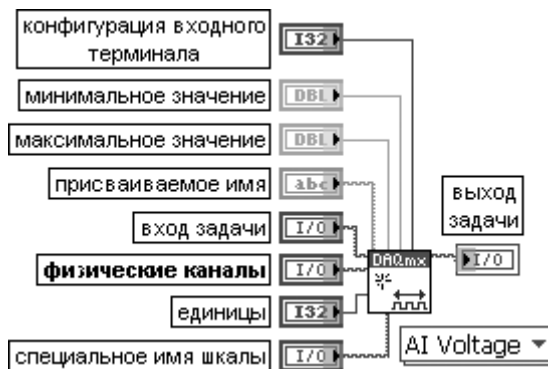 конфигурация входного
терминала
I32
минимальное значение
DBL
максимальное значение
DBL
присваиваемое имя
abc
вход задачи
I/O
физические каналы
I/O
единицы
I32
специальное имя шкалы
I/O
DAQmx
выход
задачи
I/O
AI Voltage